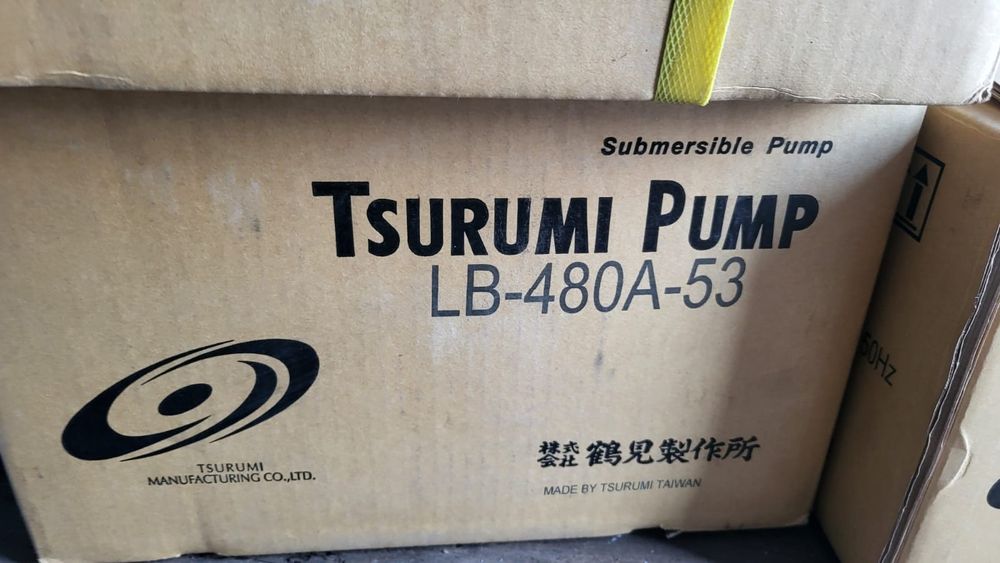 Submersible Pump
TSURUMI PUMP
LB-480A-53
TSURUMI
MANUFACTURING CO.,LTD.
株式会社 鶴見製作所
MADE BY TSURUMI TAIWAN
50Hz